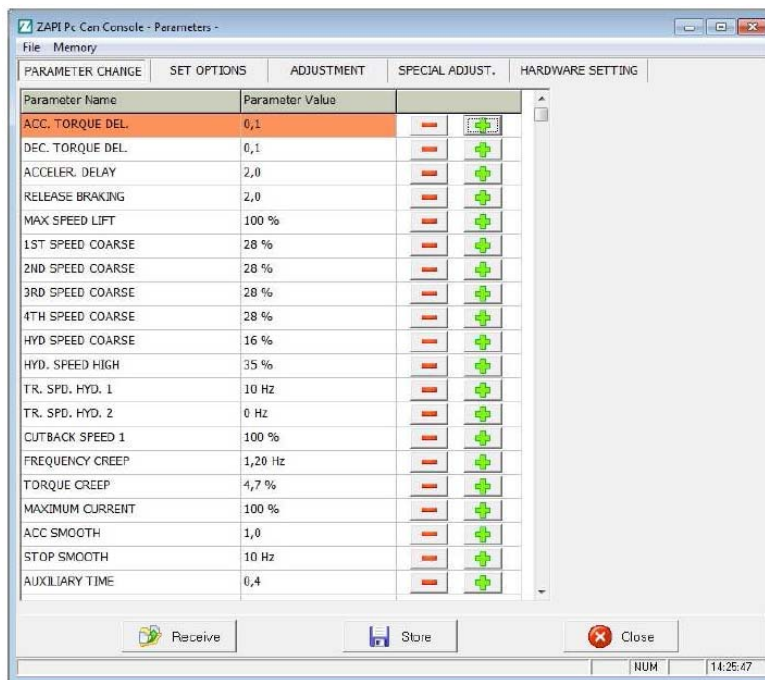 ZAPI Pc Can Console - Parameters -
File Memory
PARAMETER CHANGE SET OPTIONS ADJUSTMENT SPECIAL ADJUST. HARDWARE SETTING
Parameter Name Parameter Value
ACC. TORQUE DEL. 0,1
DEC. TORQUE DEL. 0,1
ACCELER. DELAY 2,0
RELEASE BRAKING 2,0
MAX SPEED LIFT 100 %
1ST SPEED COARSE 28 %
2ND SPEED COARSE 28 %
3RD SPEED COARSE 28 %
4TH SPEED COARSE 28 %
HYD SPEED COARSE 16 %
HYD. SPEED HIGH 35 %
TR. SPD. HYD. 1 10 Hz
TR. SPD. HYD. 2 0 Hz
CUTBACK SPEED 1 100 %
FREQUENCY CREEP 1,20 Hz
TORQUE CREEP 4,7 %
MAXIMUM CURRENT 100 %
ACC SMOOTH 1,0
STOP SMOOTH 10 Hz
AUXILIARY TIME 0,4
Receive Store Close
NUM 14:25:47